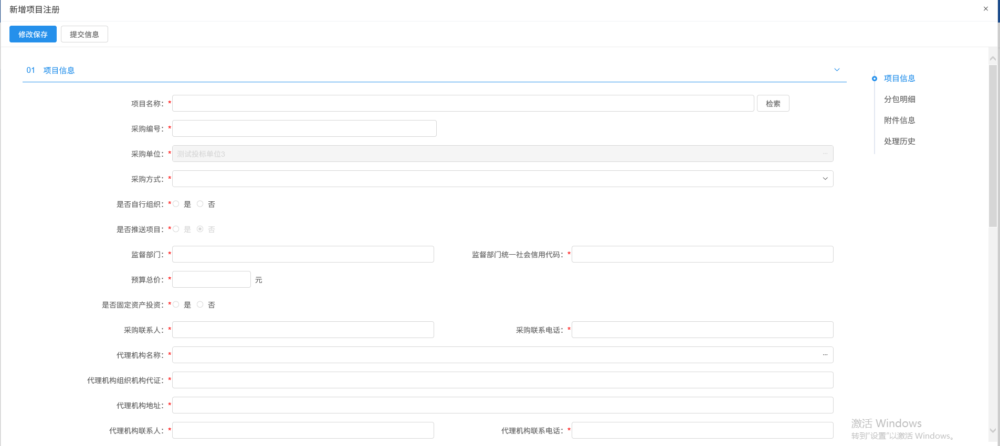 新增项目注册 ×
修改保存 提交信息
01 项目信息
项目信息
分包明细
附件信息
处理历史
项目名称：* 检索
采购编号：*
采购单位：* 测试投标单位3 ...
采购方式：*
是否自行组织：* 是 否
是否推送项目：* 是 否
监督部门：* 监督部门统一社会信用代码：*
预算总价：* 元
是否固定资产投资：* 是 否
采购联系人：* 采购联系电话：*
代理机构名称：* ...
代理机构组织机构代证：*
代理机构地址：*
代理机构联系人：* 代理机构联系电话：*
激活 Windows
转到"设置"以激活 Windows。